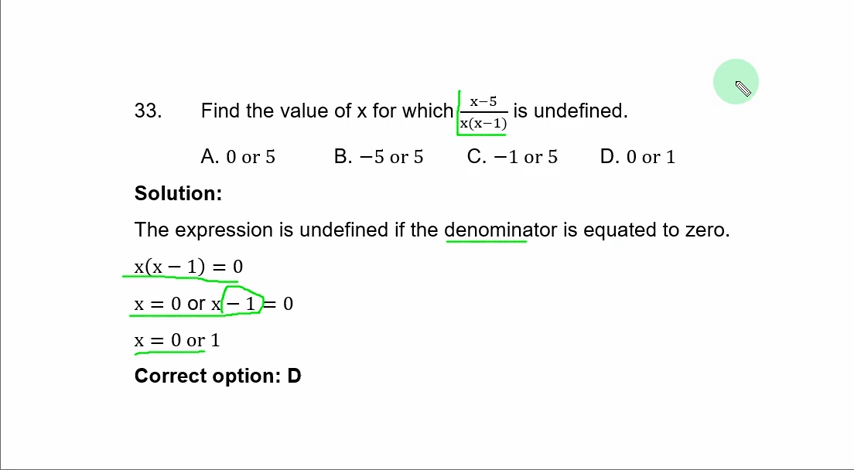 33. Find the value of x for which x−5/x(x−1) is undefined.
A. 0 or 5 B. −5 or 5 C. −1 or 5 D. 0 or 1
Solution:
The expression is undefined if the denominator is equated to zero.
x(x − 1) = 0
x = 0 or x − 1 = 0
x = 0 or 1
Correct option: D